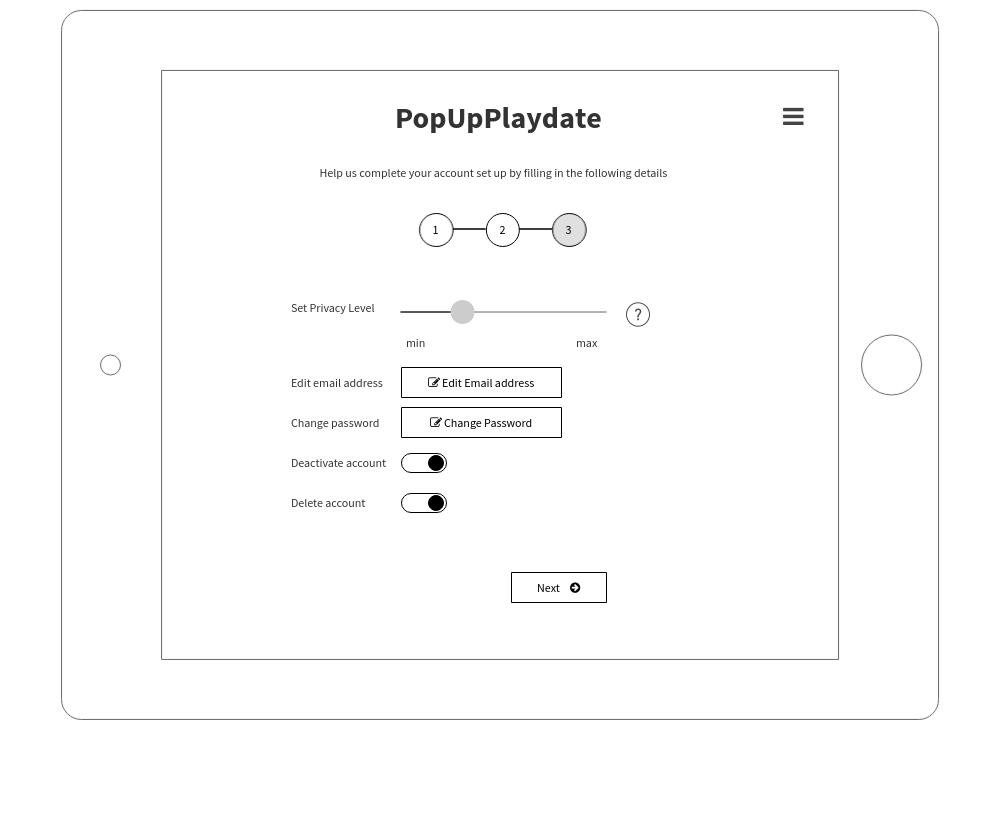 PopUpPlaydate
Help us complete your account set up by filling in the following details
1 2 3
Set Privacy Level
?
min max
Edit email address Edit Email address
Change password Change Password
Deactivate account
Delete account
Next